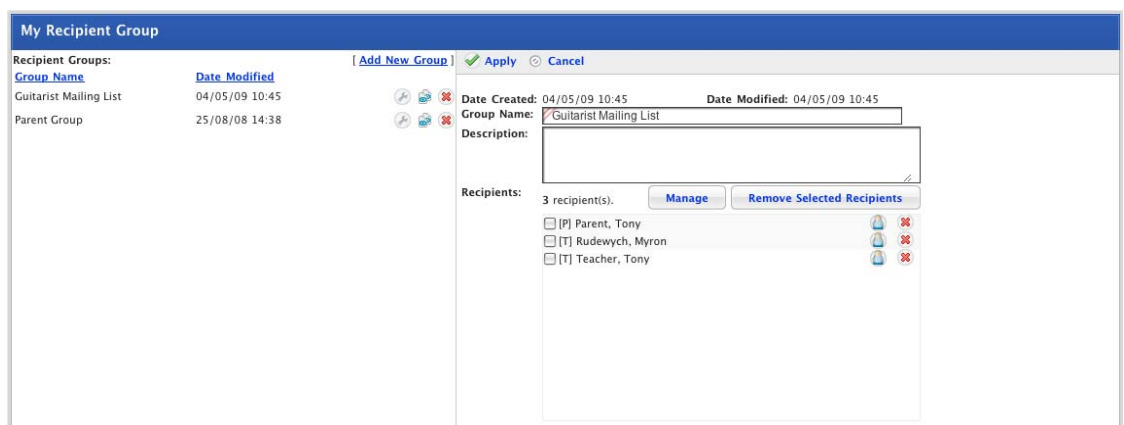 My Recipient Group
Recipient Groups: [ Add New Group ]
Group Name Date Modified
Guitarist Mailing List 04/05/09 10:45
Parent Group 25/08/08 14:38
Apply Cancel
Date Created: 04/05/09 10:45 Date Modified: 04/05/09 10:45
Group Name: Guitarist Mailing List
Description:
Recipients: 3 recipient(s). Manage Remove Selected Recipients
[P] Parent, Tony
[T] Rudewych, Myron
[T] Teacher, Tony